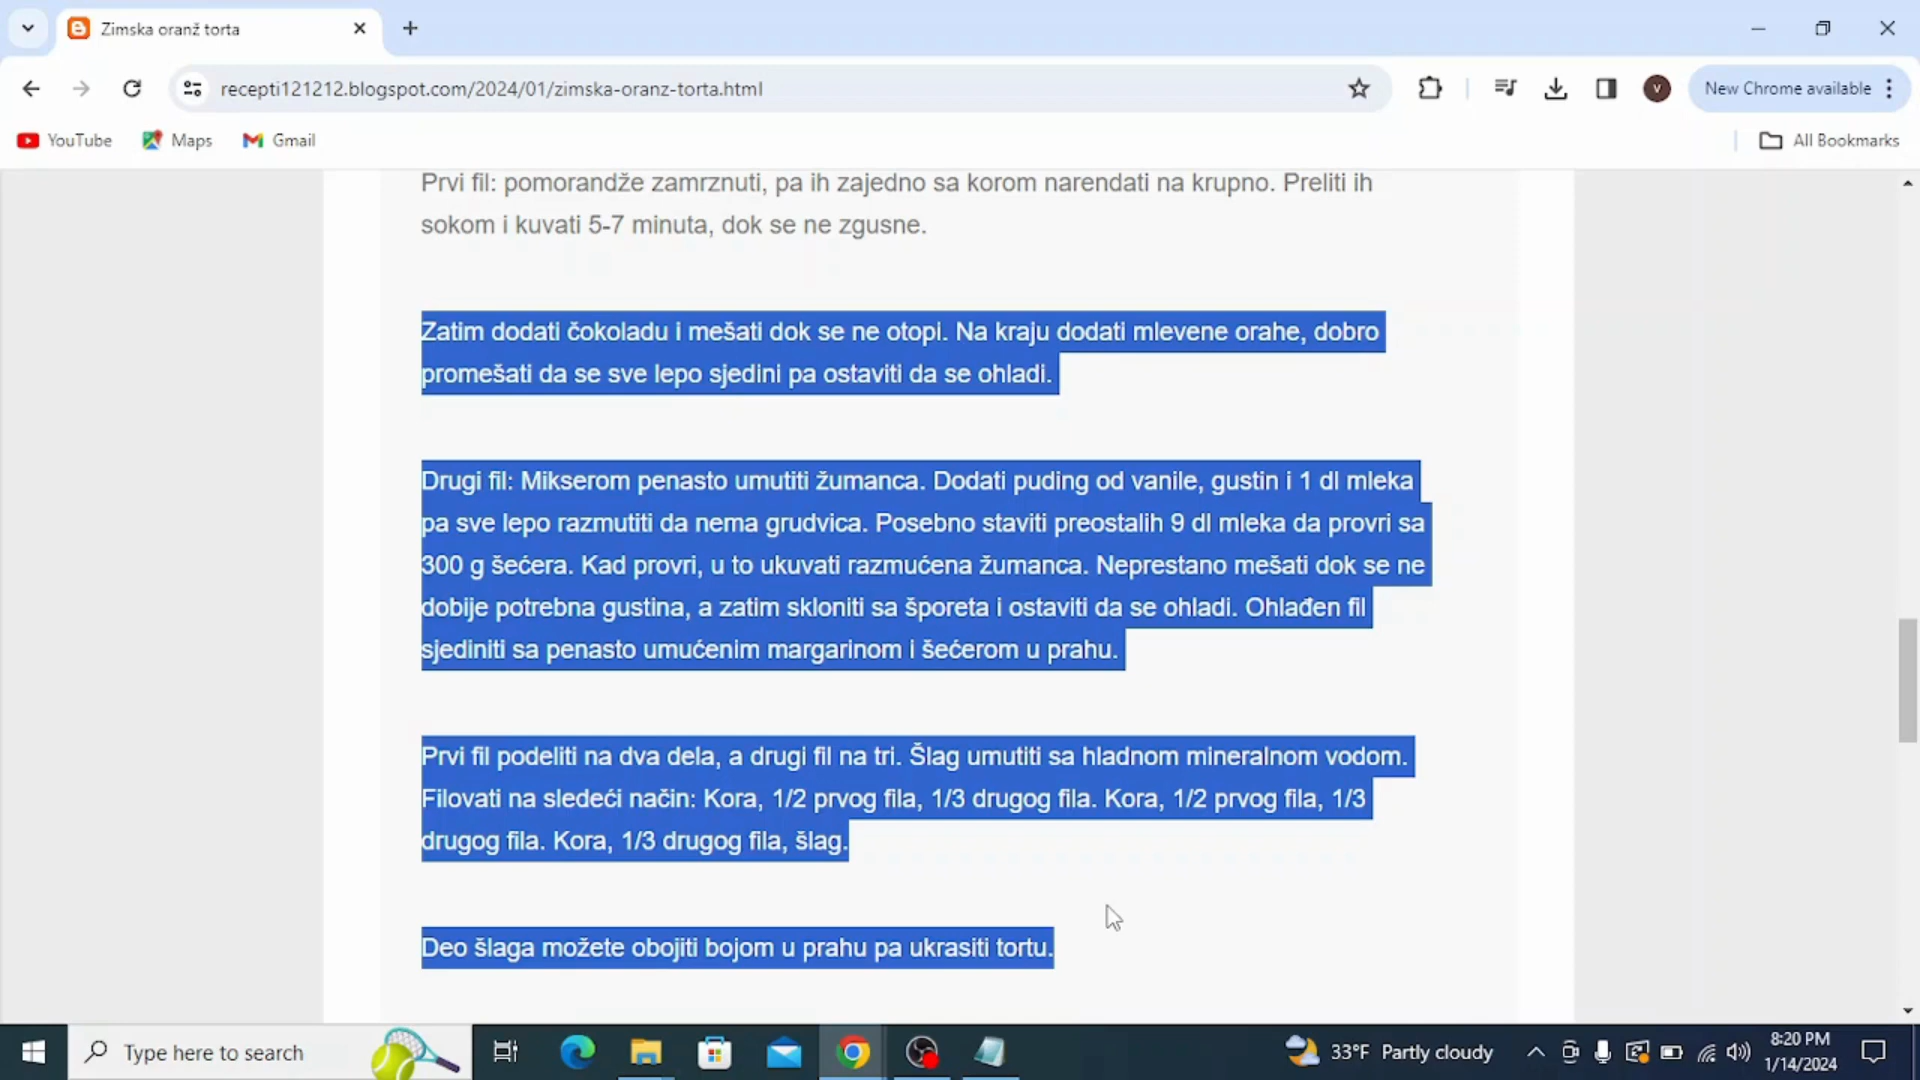 Zimska oranž torta
recepti121212.blogspot.com/2024/01/zimska-oranz-torta.html
V
New Chrome available
YouTube
Maps
Gmail
All Bookmarks
Prvi fil: pomorandže zamrznuti, pa ih zajedno sa korom narendati na krupno. Preliti ih
sokom i kuvati 5-7 minuta, dok se ne zgusne.
Zatim dodati čokoladu i mešati dok se ne otopi. Na kraju dodati mlevene orahe, dobro
promešati da se sve lepo sjedini pa ostaviti da se ohladi.
Drugi fil: Mikserom penasto umutiti žumanca. Dodati puding od vanile, gustin i 1 dl mleka
pa sve lepo razmutiti da nema grudvica. Posebno staviti preostalih 9 dl mleka da provri sa
300 g šećera. Kad provri, u to ukuvati razmućena žumanca. Neprestano mešati dok se ne
dobije potrebna gustina, a zatim skloniti sa šporeta i ostaviti da se ohladi. Ohlađen fil
sjediniti sa penasto umućenim margarinom i šećerom u prahu.
Prvi fil podeliti na dva dela, a drugi fil na tri. Šlag umutiti sa hladnom mineralnom vodom.
Filovati na sledeći način: Kora, 1/2 prvog fila, 1/3 drugog fila. Kora, 1/2 prvog fila, 1/3
drugog fila. Kora, 1/3 drugog fila, šlag.
Deo šlaga možete obojiti bojom u prahu pa ukrasiti tortu.
Type here to search
33°F Partly cloudy
8:20 PM
1/14/2024